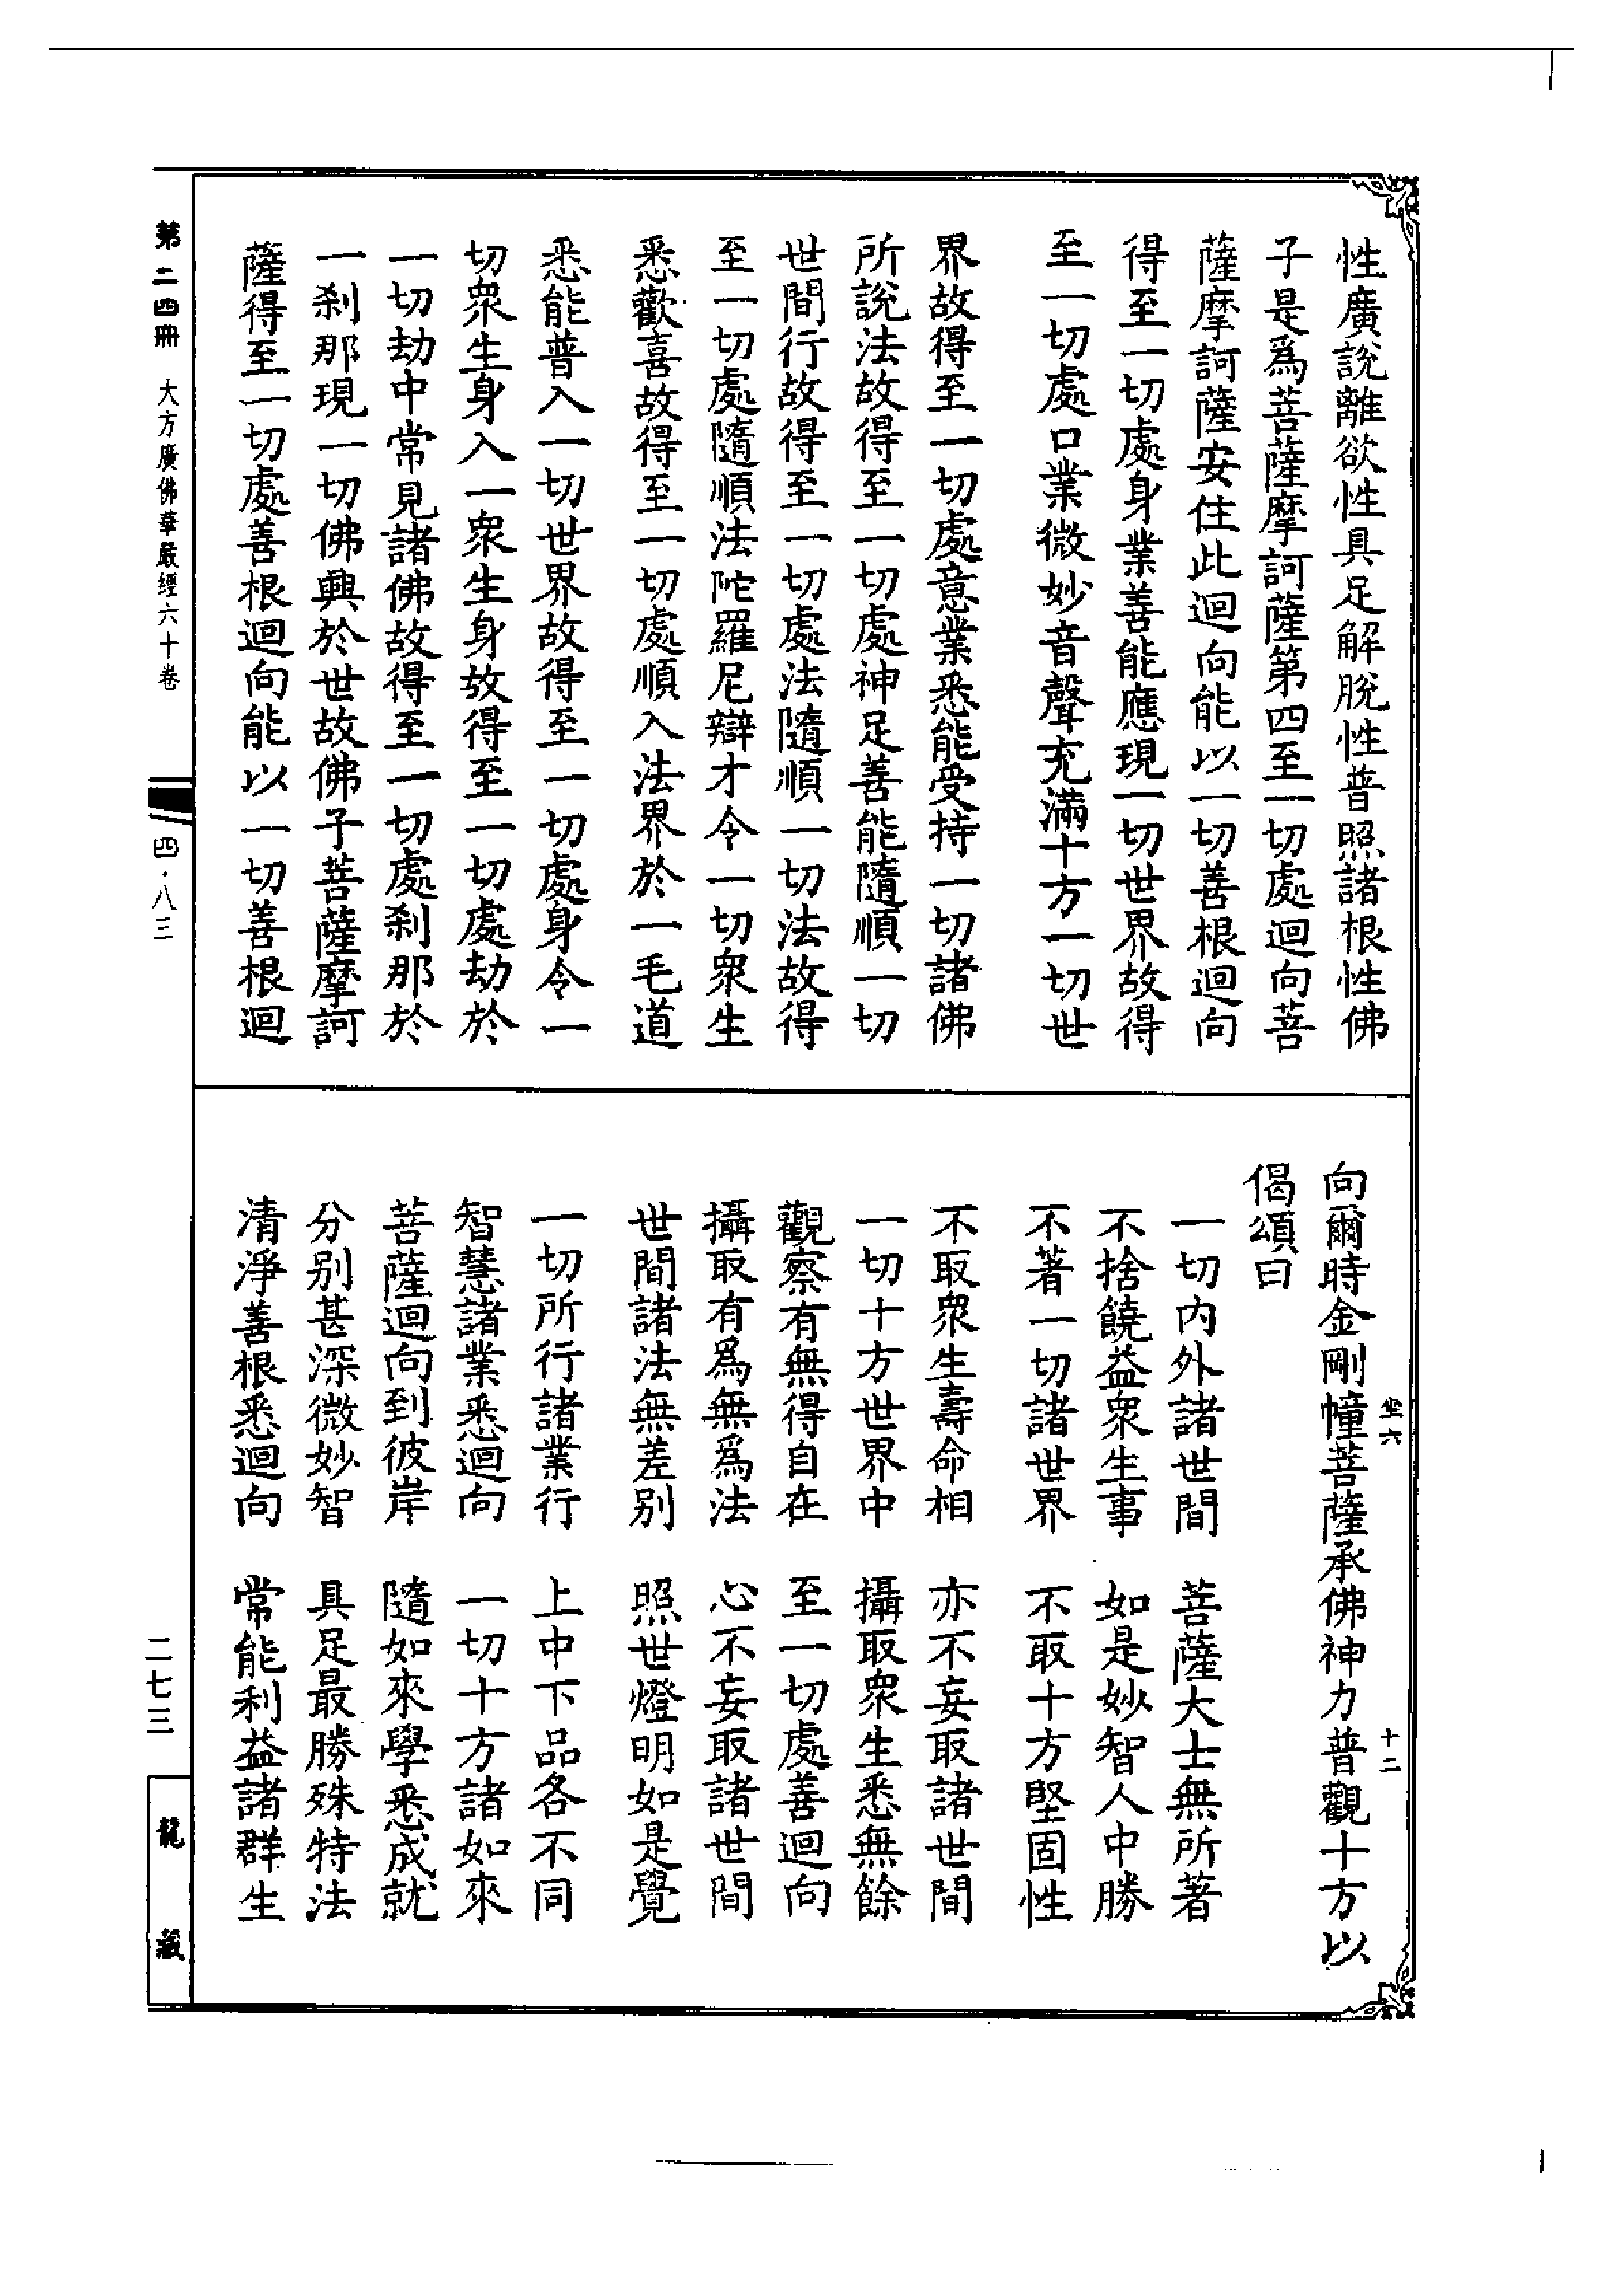 性廣說離欲性具足解脫性普照諸根性佛
子是爲菩薩摩訶薩第四至一切處迴向菩
薩摩訶薩安住此迴向能以一切善根迴向
得至一切處身業善能應現一切世界故得
至一切處口業微妙音聲充滿十方一切世
界故得至一切處意業悉能受持一切諸佛
所說法故得至一切處神足善能隨順一切
世間行故得至一切處法隨順一切法故得
至一切處隨順法陀羅尼辯才令一切衆生
悉歡喜故得至一切處順入法界於一毛道
悉能普入一切世界故得至一切處身令一
切衆生身入一衆生身故得至一切處劫於
一切劫中常見諸佛故得至一切處刹那於
一刹那現一切佛興於世故佛子菩薩摩訶
薩得至一切處善根迴向能以一切善根迴
向爾時金剛幢菩薩承佛神力普觀十方以
偈頌曰
一切內外諸世間　菩薩大士無所著
不捨饒益衆生事　如是妙智人中勝
不著一切諸世界　不取十方堅固性
不取衆生壽命相　亦不妄取諸世間
一切十方世界中　攝取衆生悉無餘
觀察有無得自在　至一切處善迴向
攝取有爲無爲法　心不妄取諸世間
世間諸法無差別　照世燈明如是覺
一切所行諸業行　上中下品各不同
智慧諸業悉迴向　一切十方諸如來
菩薩迴向到彼岸　隨如來學悉成就
分別甚深微妙智　具足最勝殊特法
清淨善根悉迴向　常能利益諸群生
坐六　十二
第二四冊　大方廣佛華嚴經六十卷　四・八三
二七三　龍藏